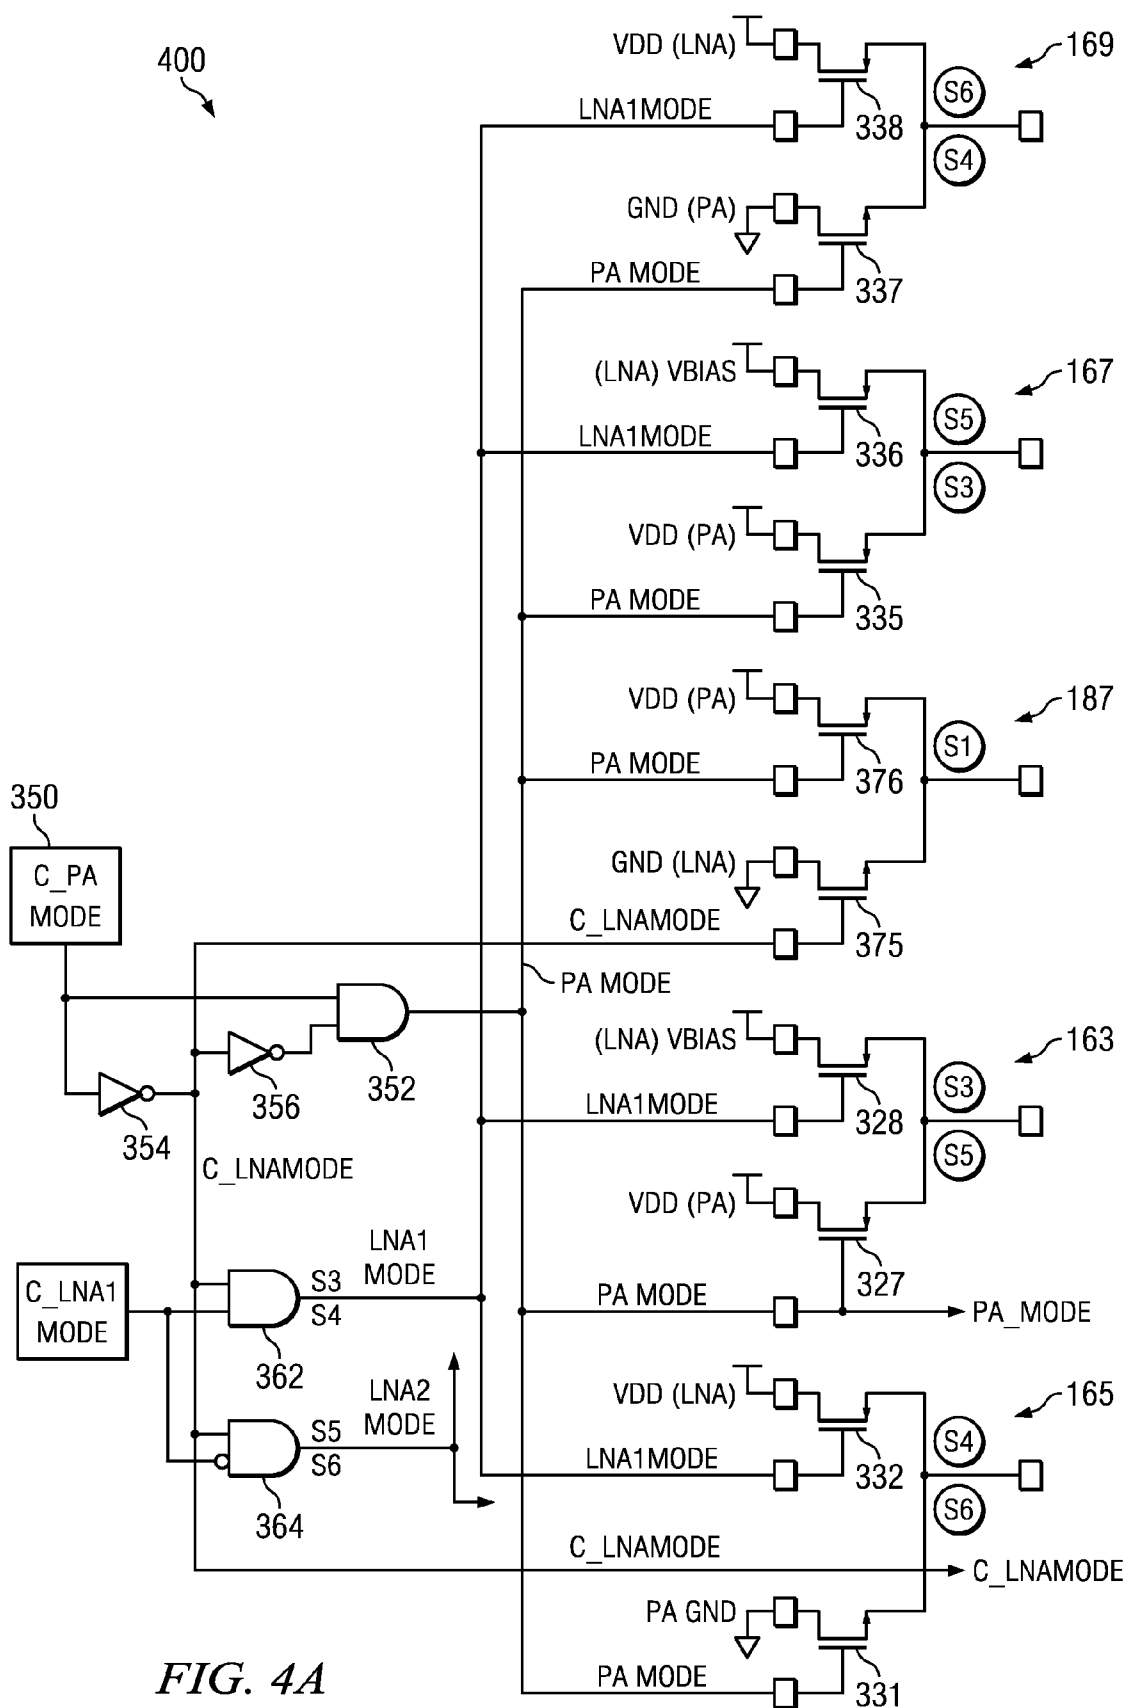 400
VDD (LNA)
169
S6
LNA1MODE
338
S4
GND (PA)
PA MODE
337
(LNA) VBIAS
167
S5
LNA1MODE
336
S3
VDD (PA)
PA MODE
335
VDD (PA)
187
S1
PA MODE
376
350
C_PA
MODE
GND (LNA)
C_LNAMODE
375
PA MODE
352
356
354
(LNA) VBIAS
163
S3
LNA1MODE
328
S5
C_LNAMODE
VDD (PA)
327
PA MODE
PA_MODE
C_LNA1
MODE
S3
S4
LNA1
MODE
362
S5
S6
LNA2
MODE
364
VDD (LNA)
165
S4
LNA1MODE
332
S6
C_LNAMODE
C_LNAMODE
PA GND
PA MODE
331
FIG. 4A